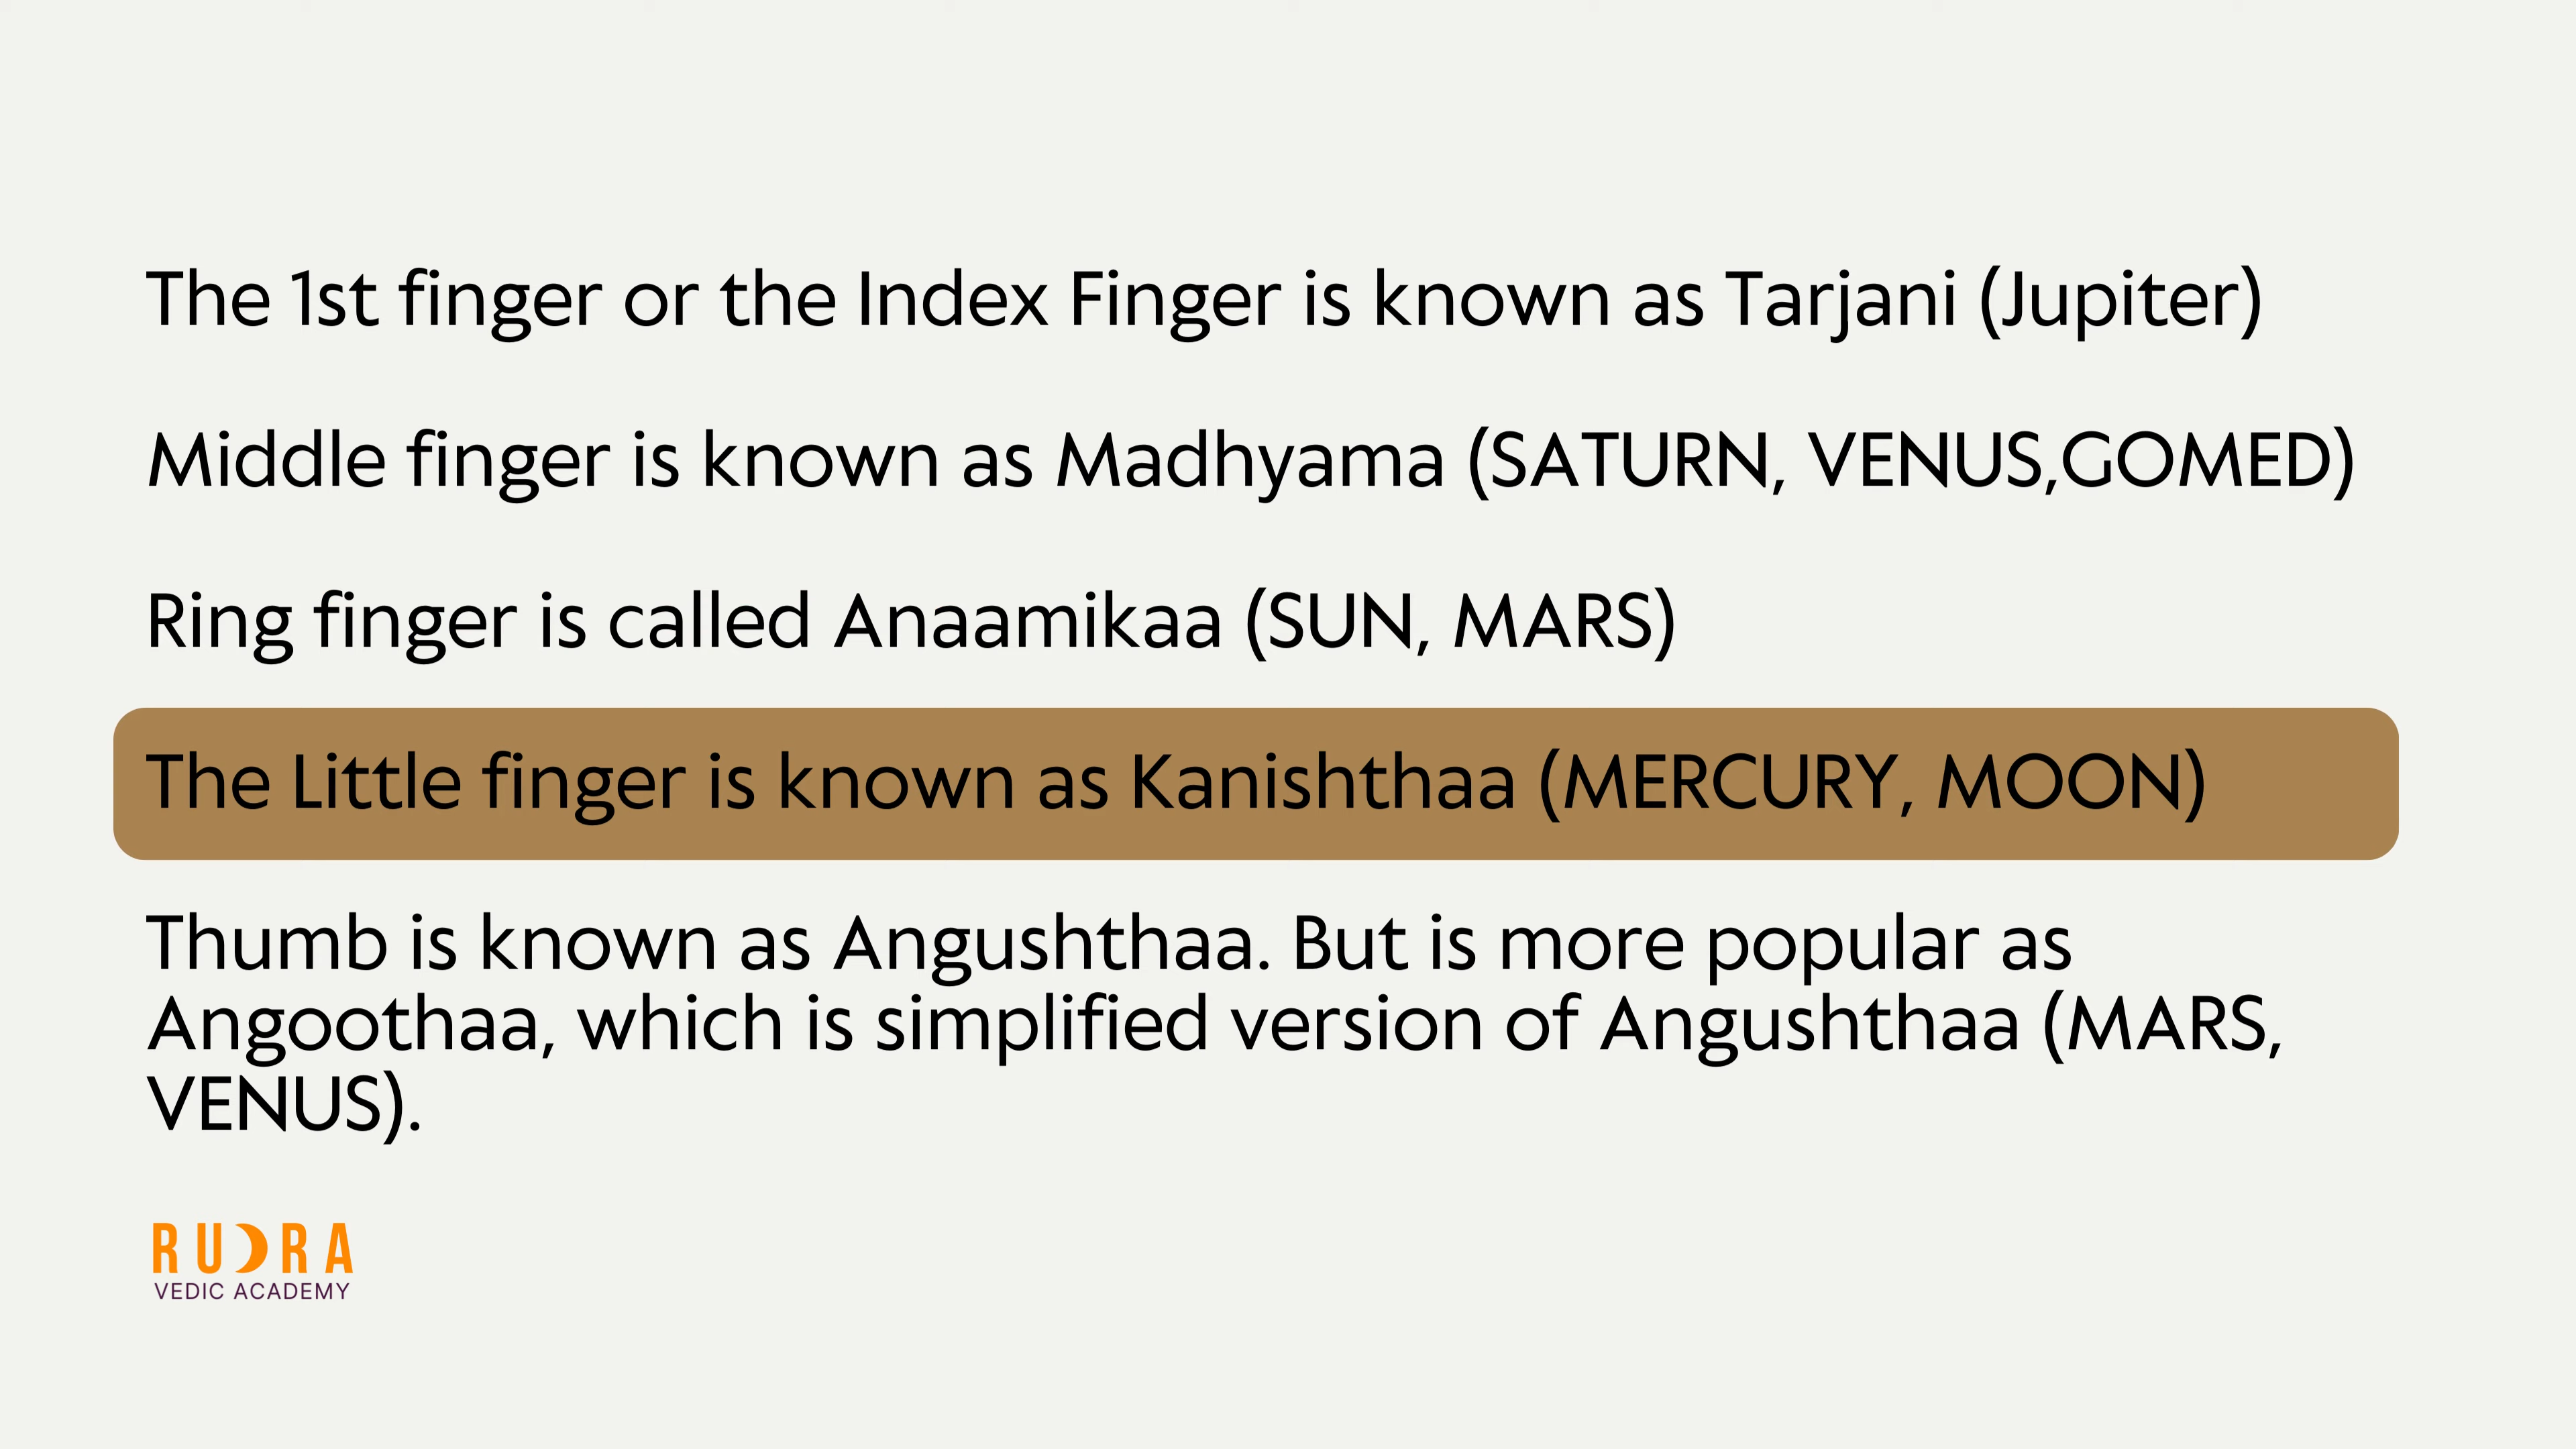 The 1st finger or the Index Finger is known as Tarjani (Jupiter)
Middle finger is known as Madhyama (SATURN, VENUS,GOMED)
Ring finger is called Anaamikaa (SUN, MARS)
The Little finger is known as Kanishthaa (MERCURY, MOON)
Thumb is known as Angushthaa. But is more popular as
Angoothaa, which is simplified version of Angushthaa (MARS,
VENUS).
RUDRA
VEDIC ACADEMY